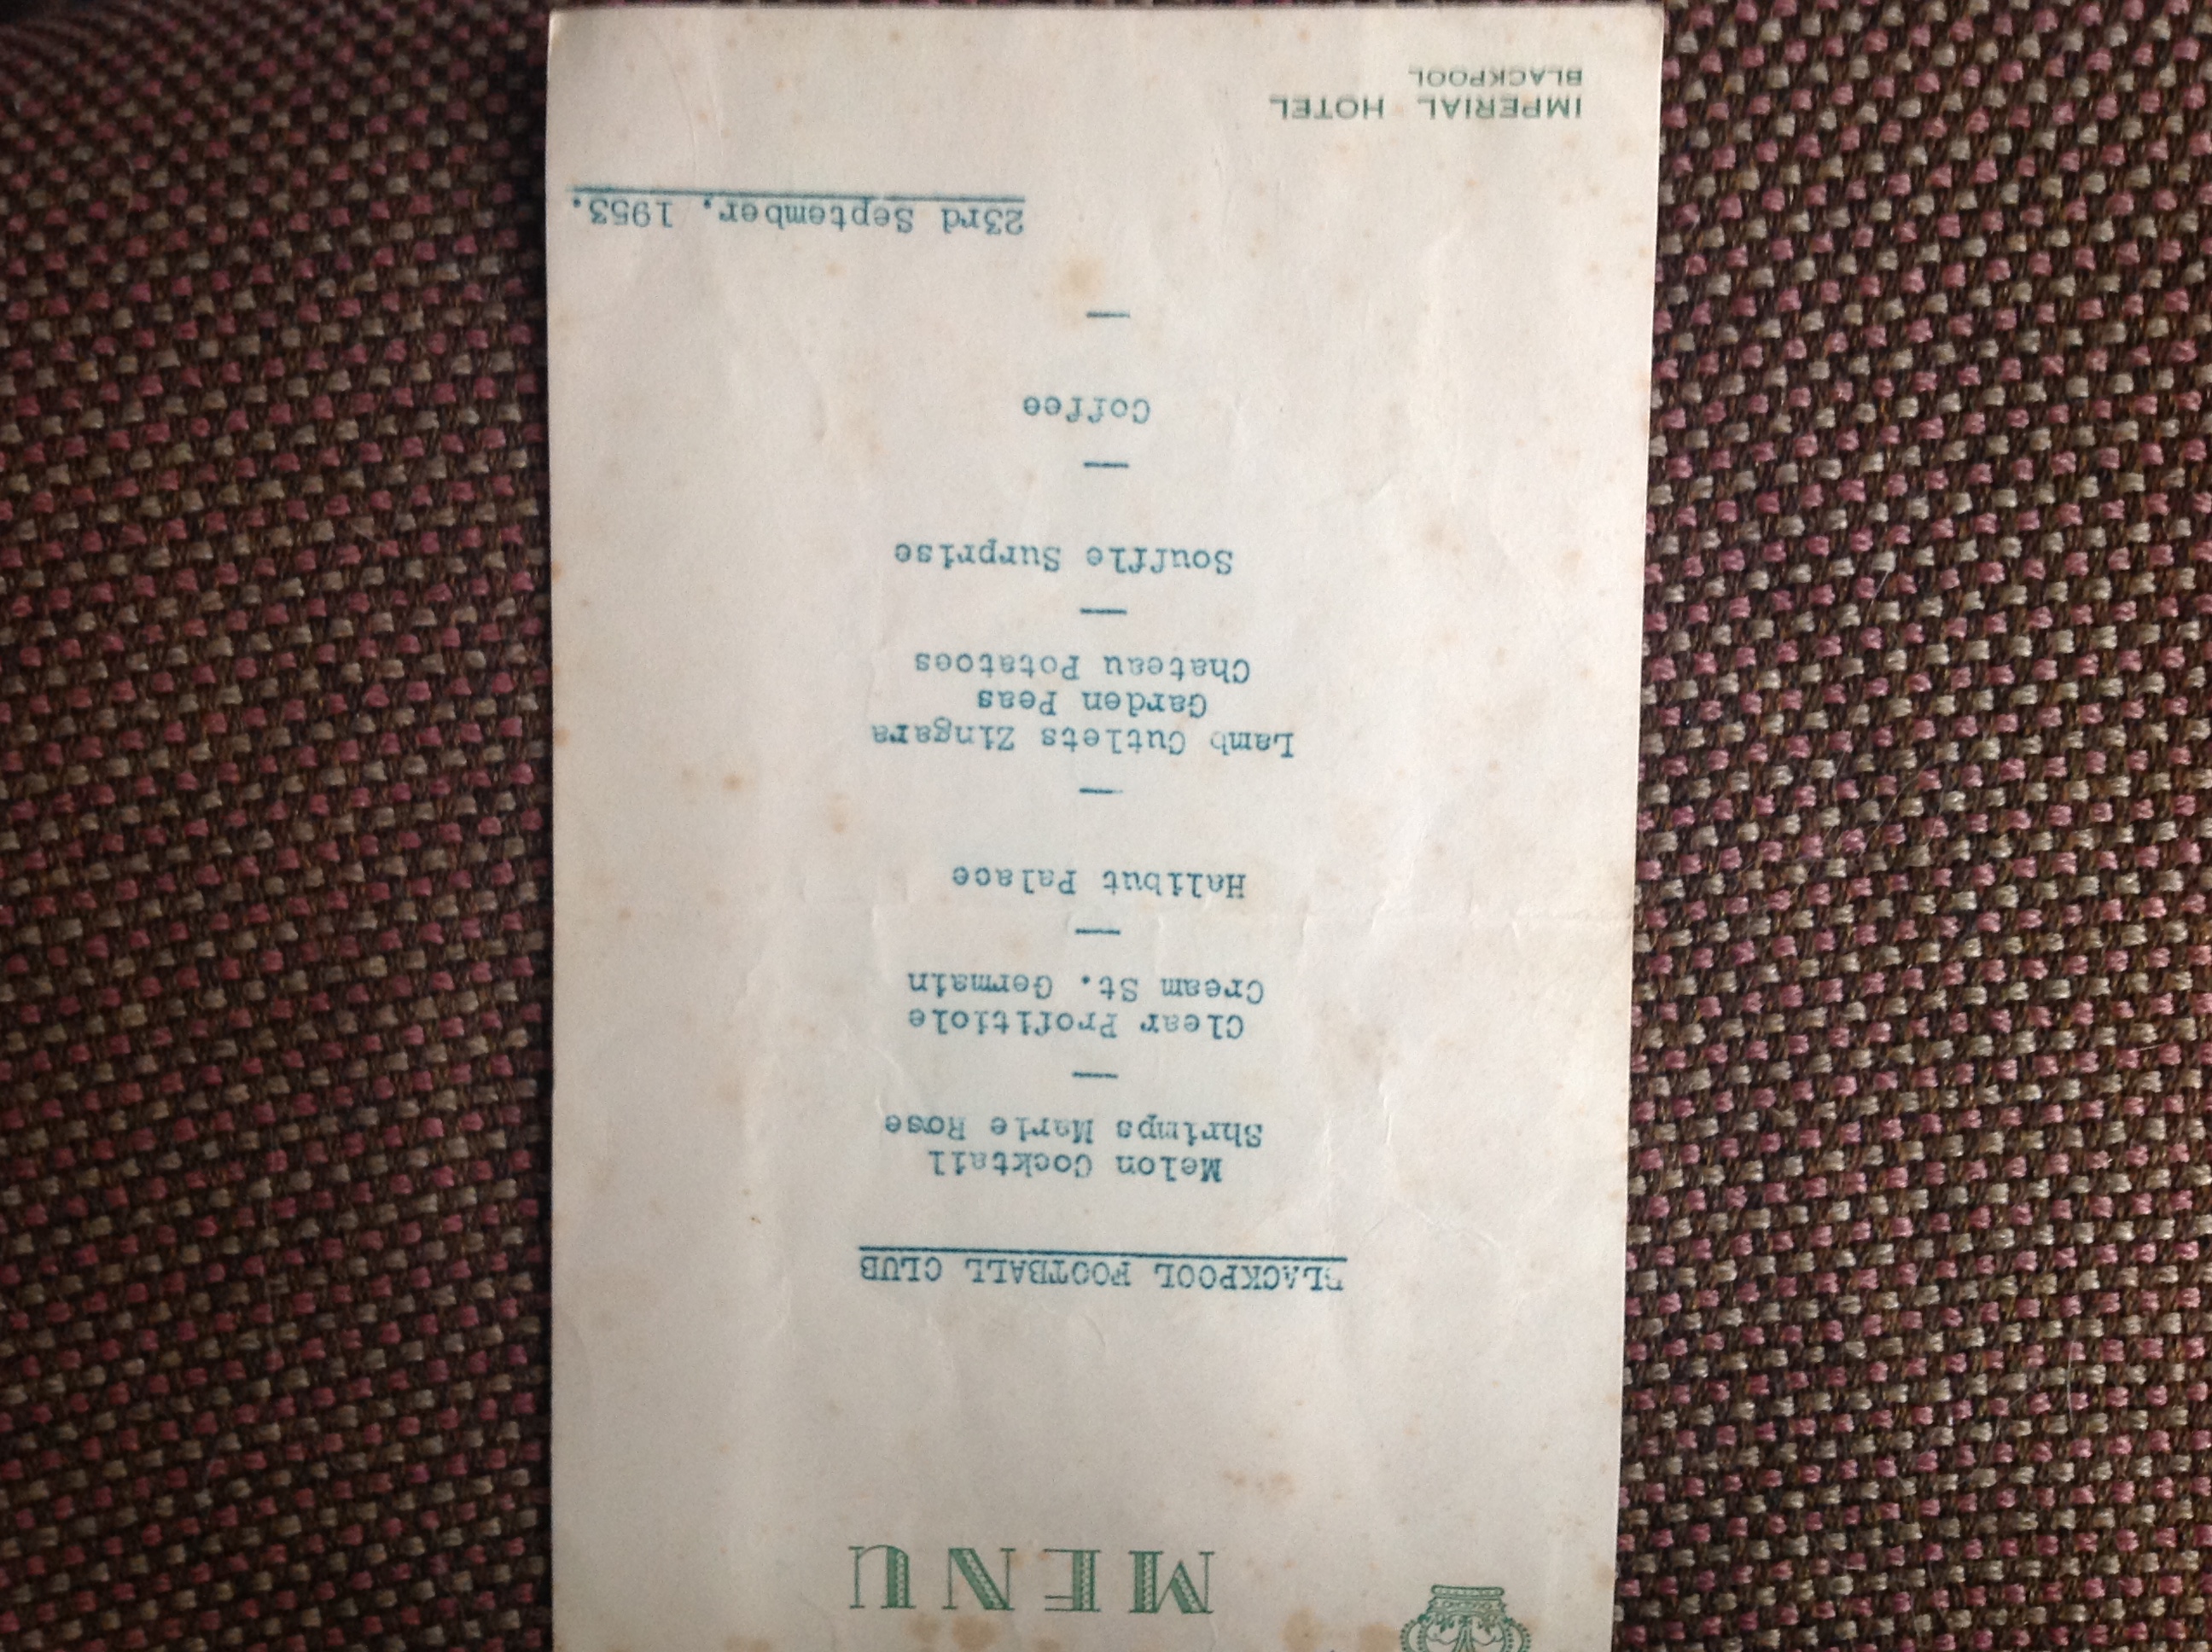 MENU
BLACKPOOL FOOTBALL CLUB
Melon Cocktail
Shrimps Marie Rose
—
Clear Profitiole
Cream St. Germain
—
Halibut Palace
—
Lamb Cutlets Zingara
Garden Peas
Chateau Potatoes
—
Souffle Surprise
—
Coffee
—
23rd September, 1953.
IMPERIAL HOTEL
BLACKPOOL